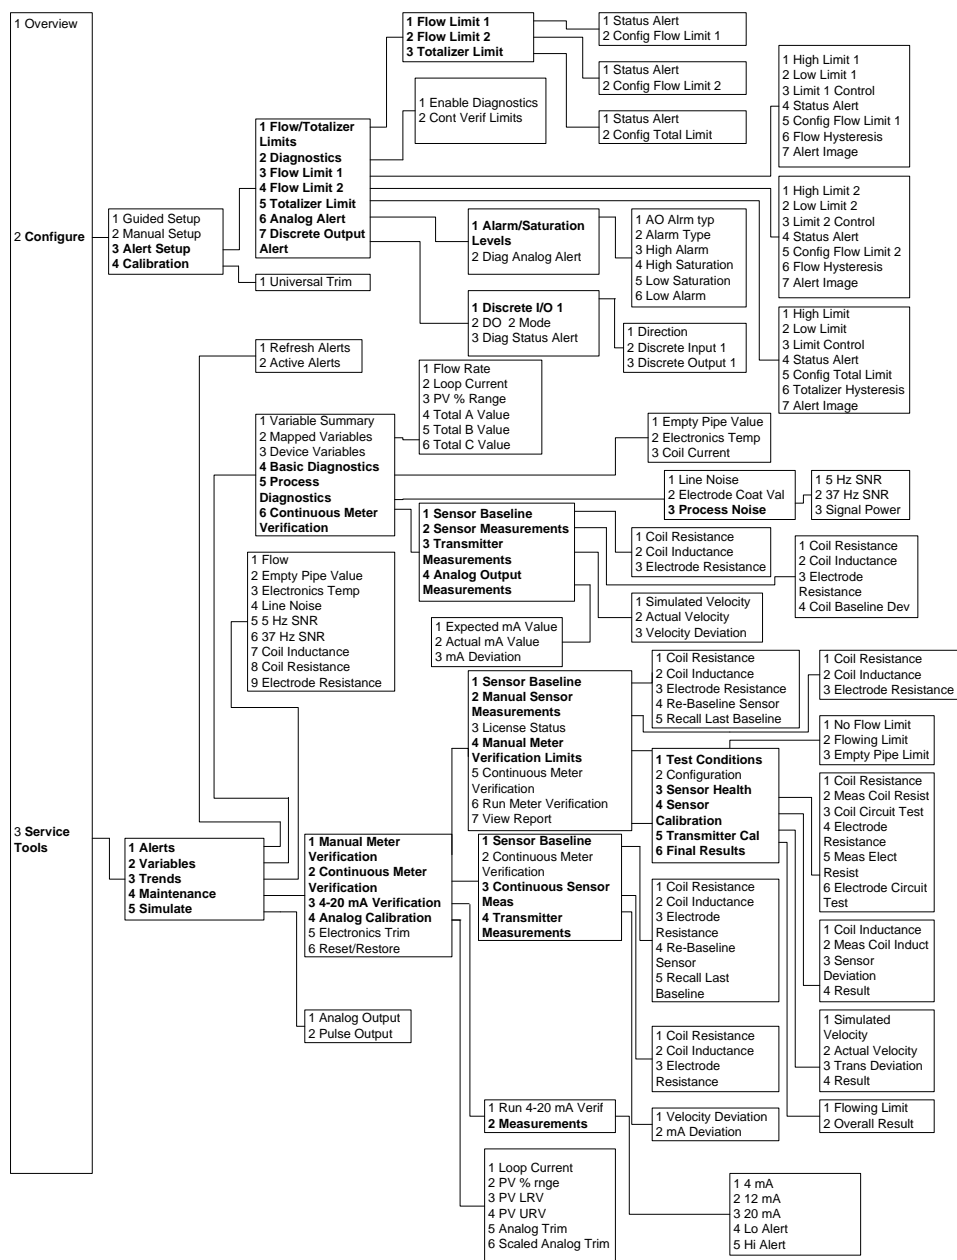 1 Overview
2 Configure
3 Service
Tools
1 Guided Setup
2 Manual Setup
3 Alert Setup
4 Calibration
1 Flow/Totalizer
Limits
2 Diagnostics
3 Flow Limit 1
4 Flow Limit 2
5 Totalizer Limit
6 Analog Alert
7 Discrete Output
Alert
1 Universal Trim
1 Flow Limit 1
2 Flow Limit 2
3 Totalizer Limit
1 Status Alert
2 Config Flow Limit 1
1 Status Alert
2 Config Flow Limit 2
1 Status Alert
2 Config Total Limit
1 Enable Diagnostics
2 Cont Verif Limits
1 High Limit 1
2 Low Limit 1
3 Limit 1 Control
4 Status Alert
5 Config Flow Limit 1
6 Flow Hysteresis
7 Alert Image
1 High Limit 2
2 Low Limit 2
3 Limit 2 Control
4 Status Alert
5 Config Flow Limit 2
6 Flow Hysteresis
7 Alert Image
1 High Limit
2 Low Limit
3 Limit Control
4 Status Alert
5 Config Total Limit
6 Totalizer Hysteresis
7 Alert Image
1 Alarm/Saturation
Levels
2 Diag Analog Alert
1 AO Alrm typ
2 Alarm Type
3 High Alarm
4 High Saturation
5 Low Saturation
6 Low Alarm
1 Discrete I/O 1
2 DO 2 Mode
3 Diag Status Alert
1 Direction
2 Discrete Input 1
3 Discrete Output 1
1 Refresh Alerts
2 Active Alerts
1 Variable Summary
2 Mapped Variables
3 Device Variables
4 Basic Diagnostics
5 Process
Diagnostics
6 Continuous Meter
Verification
1 Flow Rate
2 Loop Current
3 PV % Range
4 Total A Value
5 Total B Value
6 Total C Value
1 Empty Pipe Value
2 Electronics Temp
3 Coil Current
1 Line Noise
2 Electrode Coat Val
3 Process Noise
1 5 Hz SNR
2 37 Hz SNR
3 Signal Power
1 Sensor Baseline
2 Sensor Measurements
3 Transmitter
Measurements
4 Analog Output
Measurements
1 Coil Resistance
2 Coil Inductance
3 Electrode Resistance
1 Coil Resistance
2 Coil Inductance
3 Electrode
Resistance
4 Coil Baseline Dev
1 Simulated Velocity
2 Actual Velocity
3 Velocity Deviation
1 Expected mA Value
2 Actual mA Value
3 mA Deviation
1 Flow
2 Empty Pipe Value
3 Electronics Temp
4 Line Noise
5 5 Hz SNR
6 37 Hz SNR
7 Coil Inductance
8 Coil Resistance
9 Electrode Resistance
1 Alerts
2 Variables
3 Trends
4 Maintenance
5 Simulate
1 Manual Meter
Verification
2 Continuous Meter
Verification
3 4-20 mA Verification
4 Analog Calibration
5 Electronics Trim
6 Reset/Restore
1 Analog Output
2 Pulse Output
1 Sensor Baseline
2 Manual Sensor
Measurements
3 License Status
4 Manual Meter
Verification Limits
5 Continuous Meter
Verification
6 Run Meter Verification
7 View Report
1 Coil Resistance
2 Coil Inductance
3 Electrode Resistance
4 Re-Baseline Sensor
5 Recall Last Baseline
1 Coil Resistance
2 Coil Inductance
3 Electrode Resistance
1 No Flow Limit
2 Flowing Limit
3 Empty Pipe Limit
1 Test Conditions
2 Configuration
3 Sensor Health
4 Sensor
Calibration
5 Transmitter Cal
6 Final Results
1 Coil Resistance
2 Meas Coil Resist
3 Coil Circuit Test
4 Electrode
Resistance
5 Meas Elect
Resist
6 Electrode Circuit
Test
1 Coil Inductance
2 Meas Coil Induct
3 Sensor
Deviation
4 Result
1 Simulated
Velocity
2 Actual Velocity
3 Trans Deviation
4 Result
1 Flowing Limit
2 Overall Result
1 Sensor Baseline
2 Continuous Meter
Verification
3 Continuous Sensor
Meas
4 Transmitter
Measurements
1 Coil Resistance
2 Coil Inductance
3 Electrode
Resistance
4 Re-Baseline
Sensor
5 Recall Last
Baseline
1 Coil Resistance
2 Coil Inductance
3 Electrode
Resistance
1 Velocity Deviation
2 mA Deviation
1 Run 4-20 mA Verif
2 Measurements
1 4 mA
2 12 mA
3 20 mA
4 Lo Alert
5 Hi Alert
1 Loop Current
2 PV % rnge
3 PV LRV
4 PV URV
5 Analog Trim
6 Scaled Analog Trim